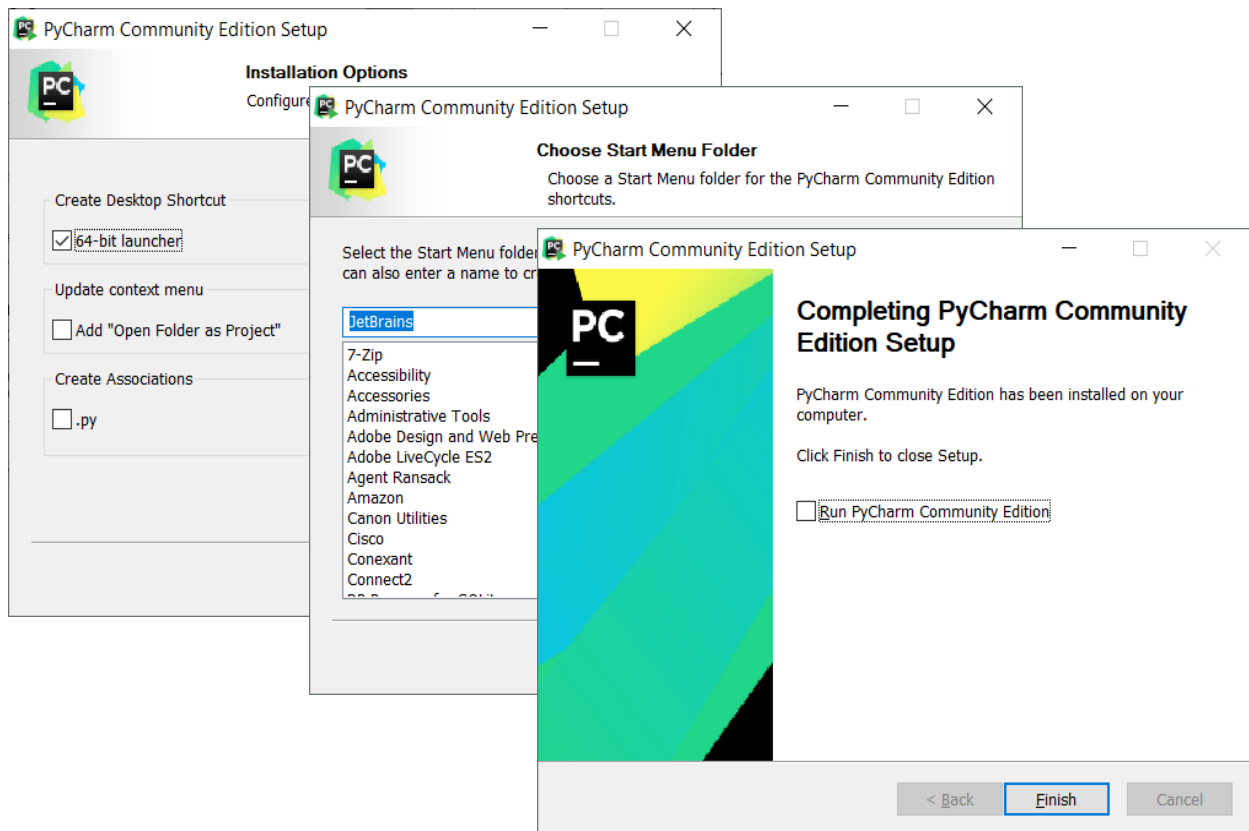 PyCharm Community Edition Setup
PC
Installation Options
Configure
Create Desktop Shortcut
64-bit launcher
Update context menu
Add "Open Folder as Project"
Create Associations
.py
PyCharm Community Edition Setup
PC
Choose Start Menu Folder
Choose a Start Menu folder for the PyCharm Community Edition
shortcuts.
Select the Start Menu folder
can also enter a name to cr
JetBrains
7-Zip
Accessibility
Accessories
Administrative Tools
Adobe Design and Web Pre
Adobe LiveCycle ES2
Agent Ransack
Amazon
Canon Utilities
Cisco
Conexant
Connect2
PyCharm Community Edition Setup
PC
Completing PyCharm Community
Edition Setup
PyCharm Community Edition has been installed on your
computer.
Click Finish to close Setup.
Run PyCharm Community Edition
< Back Finish Cancel